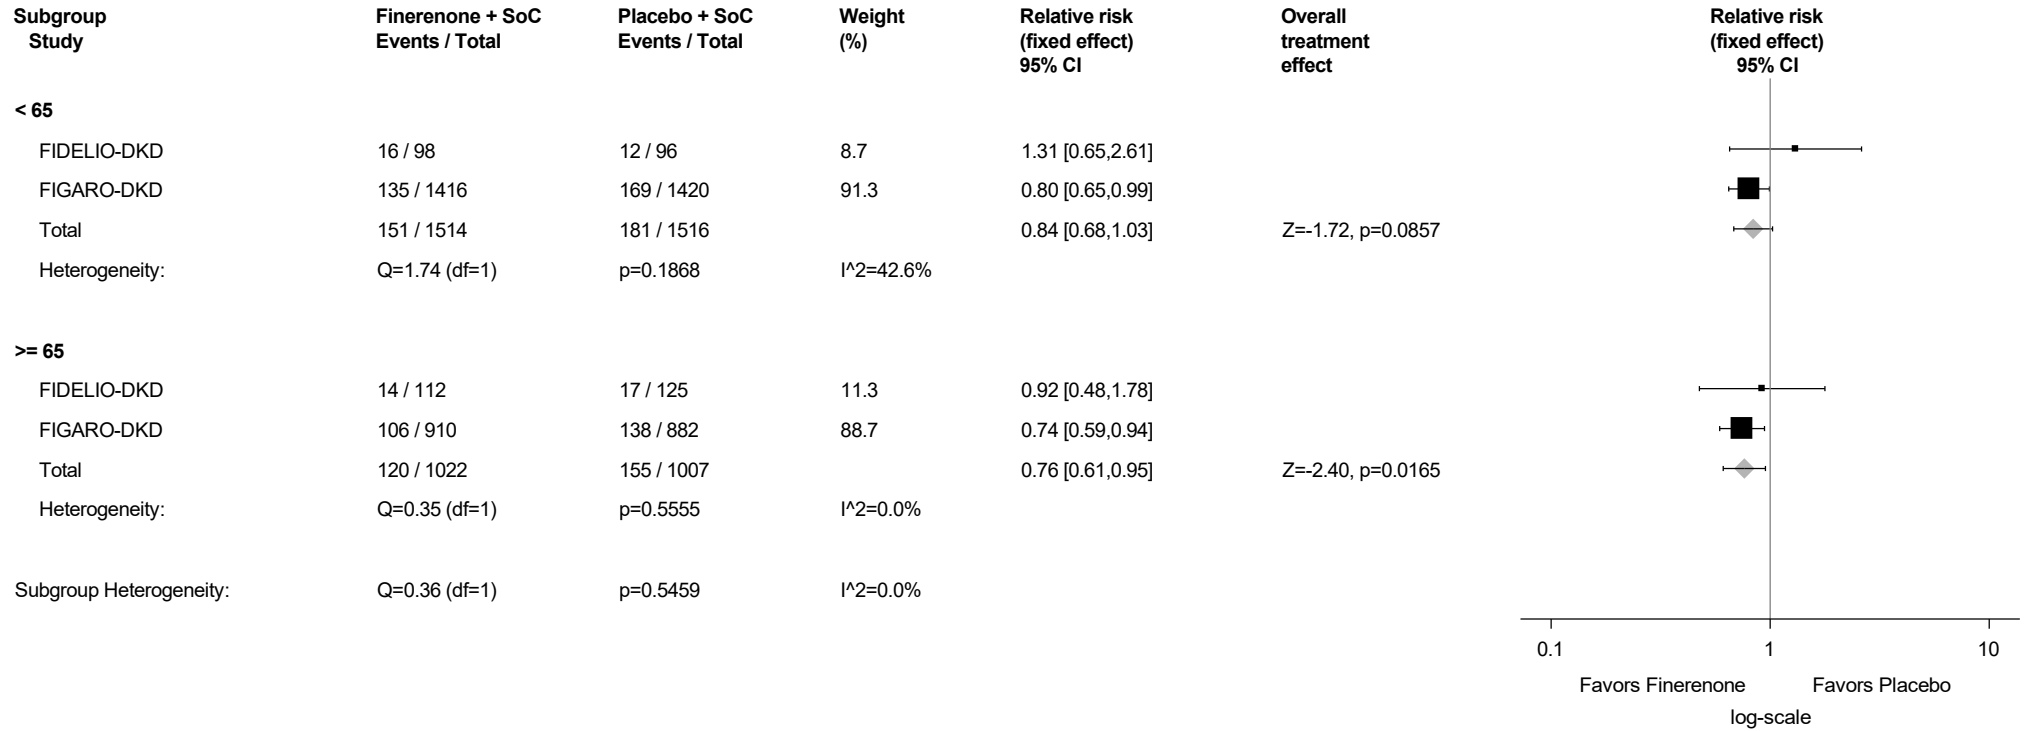 Subgroup Finerenone + SoC Placebo + SoC Weight Relative risk Overall Relative risk
Study Events / Total Events / Total (%) (fixed effect) treatment (fixed effect)
95% CI effect 95% CI
< 65
FIDELIO-DKD 16 / 98 12 / 96 8.7 1.31 [0.65,2.61]
FIGARO-DKD 135 / 1416 169 / 1420 91.3 0.80 [0.65,0.99]
Total 151 / 1514 181 / 1516 0.84 [0.68,1.03] Z=-1.72, p=0.0857
Heterogeneity: Q=1.74 (df=1) p=0.1868 I^2=42.6%
>= 65
FIDELIO-DKD 14 / 112 17 / 125 11.3 0.92 [0.48,1.78]
FIGARO-DKD 106 / 910 138 / 882 88.7 0.74 [0.59,0.94]
Total 120 / 1022 155 / 1007 0.76 [0.61,0.95] Z=-2.40, p=0.0165
Heterogeneity: Q=0.35 (df=1) p=0.5555 I^2=0.0%
Subgroup Heterogeneity: Q=0.36 (df=1) p=0.5459 I^2=0.0%
0.1 1 10
Favors Finerenone Favors Placebo
log-scale